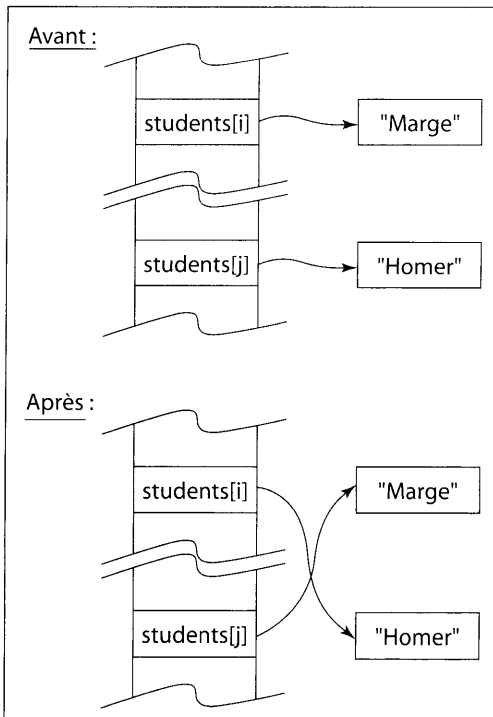 Avant :
students[i] "Marge"
students[j] "Homer"
Après :
students[i] "Marge"
students[j] "Homer"